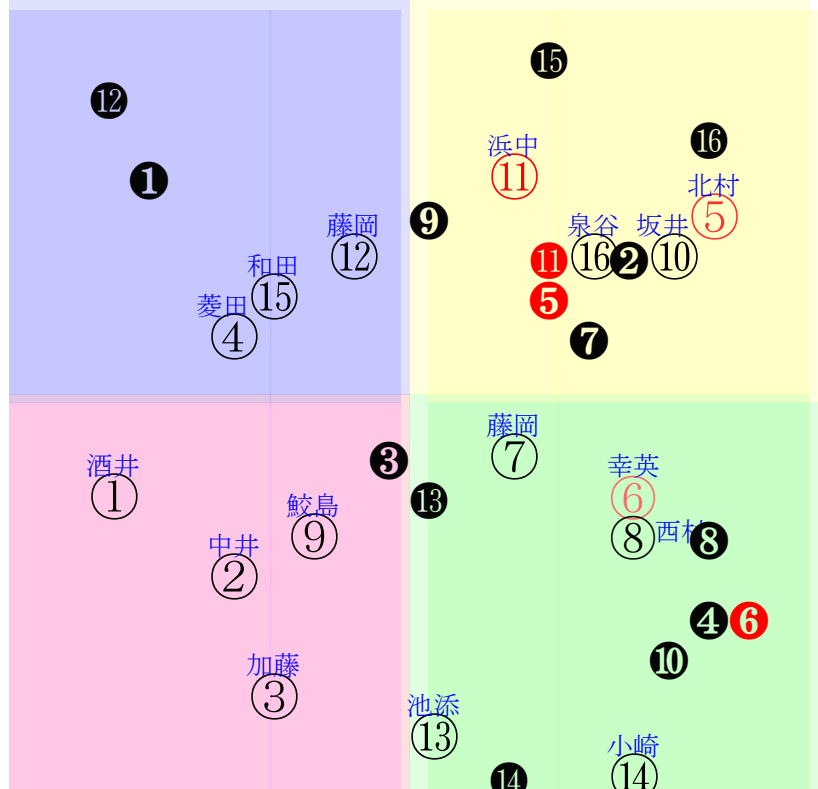 ⓯
⓬
浜中
⓰
⑪
❶
北村
⑤
藤岡
❾
泉谷
坂井
⑫
⓫
⑯
❷
⑩
和田
⑮
❺
菱田
④
❼
藤岡
⑦
酒井
①
❸
幸英
⑥
鮫島
⑨
⓭
中井
②
⑧
西村
❽
❹
❻
加藤
③
❿
池添
⑬
小崎
⑭
⓮